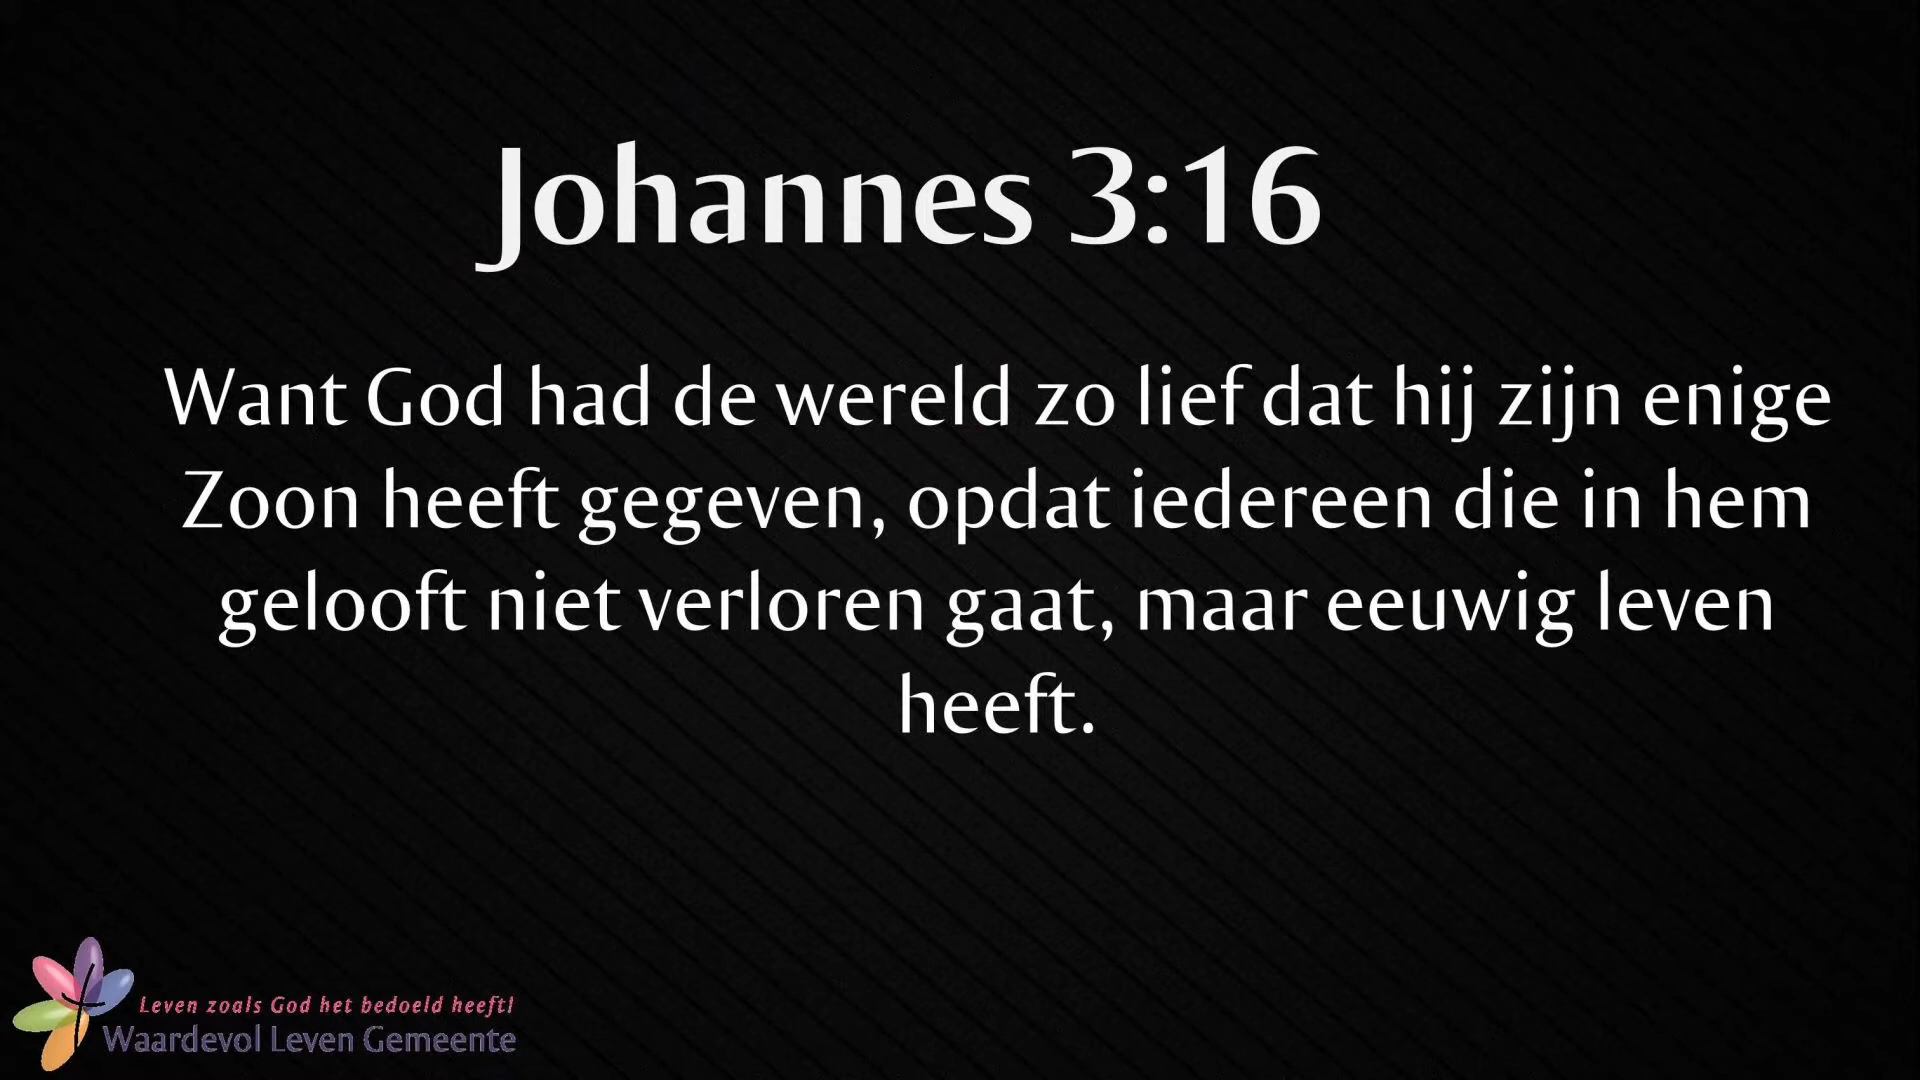 Johannes 3:16
Want God had de wereld zo lief dat hij zijn enige
Zoon heeft gegeven, opdat iedereen die in hem
gelooft niet verloren gaat, maar eeuwig leven
heeft.
Leven zoals God het bedoeld heeft!
Waardevol Leven Gemeente